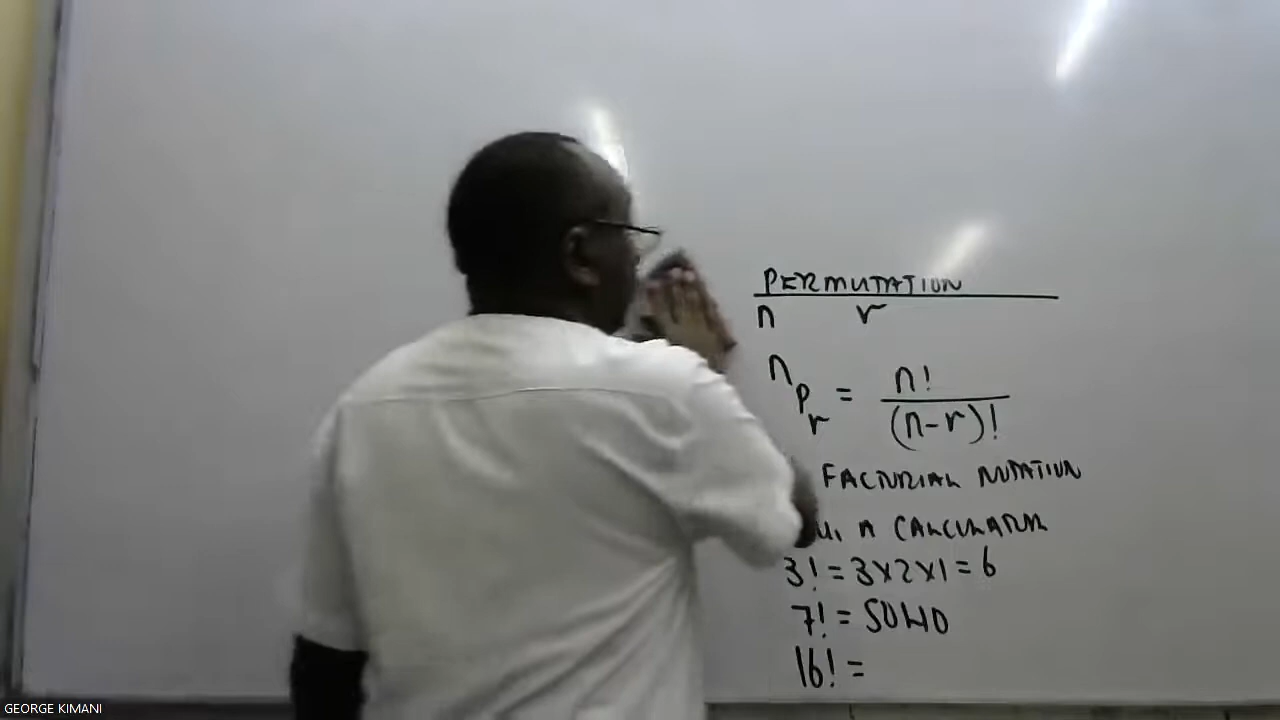 PERMUTATION
n r
nPr = n! / (n-r)!
FACTORIAL NOTATION
A CALCULATOR
3! = 3x2x1 = 6
7! = 5040
16! =
GEORGE KIMANI